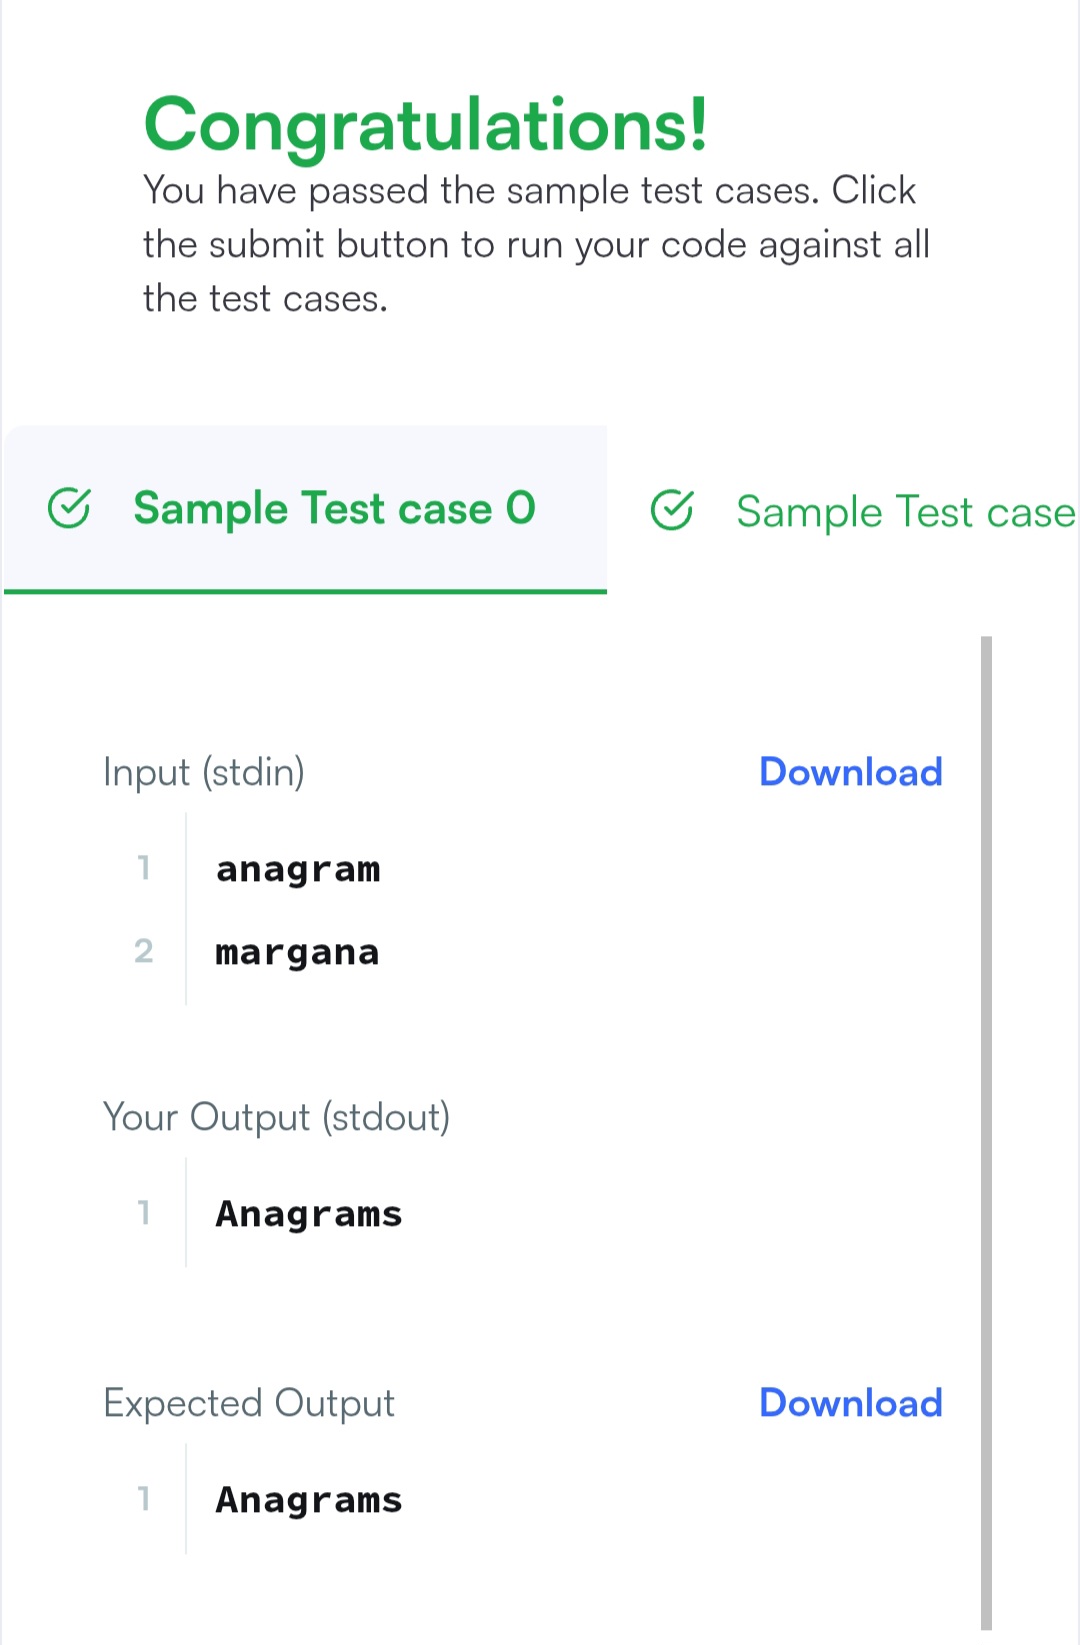 Congratulations!
You have passed the sample test cases. Click
the submit button to run your code against all
the test cases.
Sample Test case 0
Sample Test case
Input (stdin)
Download
1 anagram
2 margana
Your Output (stdout)
1 Anagrams
Expected Output
Download
1 Anagrams